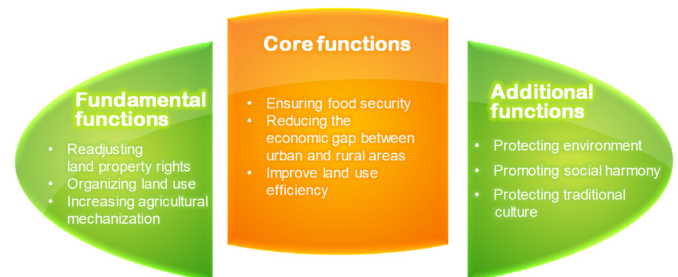 Fundamental
functions
• Readjusting
land property rights
• Organizing land use
• Increasing agricultural
mechanization
Core functions
• Ensuring food security
• Reducing the
economic gap between
urban and rural areas
• Improve land use
efficiency
Additional
functions
• Protecting environment
• Promoting social harmony
• Protecting traditional
culture